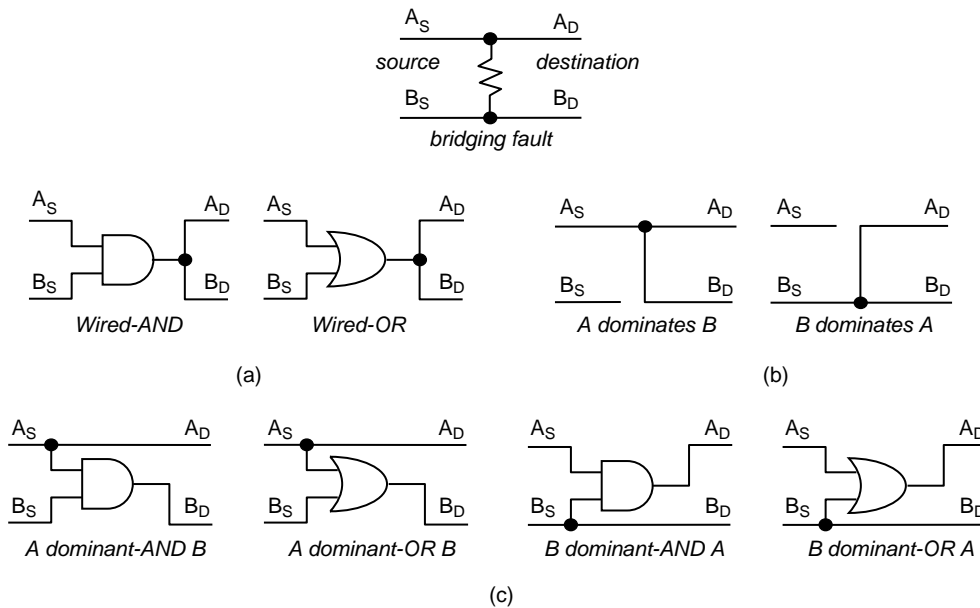 A_S A_D
source destination
B_S B_D
bridging fault
A_S A_D A_S A_D A_S A_D A_S A_D
B_S B_D B_S B_D B_S B_D B_S B_D
Wired-AND Wired-OR A dominates B B dominates A
(a) (b)
A_S A_D A_S A_D A_S A_D A_S A_D
B_S B_D B_S B_D B_S B_D B_S B_D
A dominant-AND B A dominant-OR B B dominant-AND A B dominant-OR A
(c)